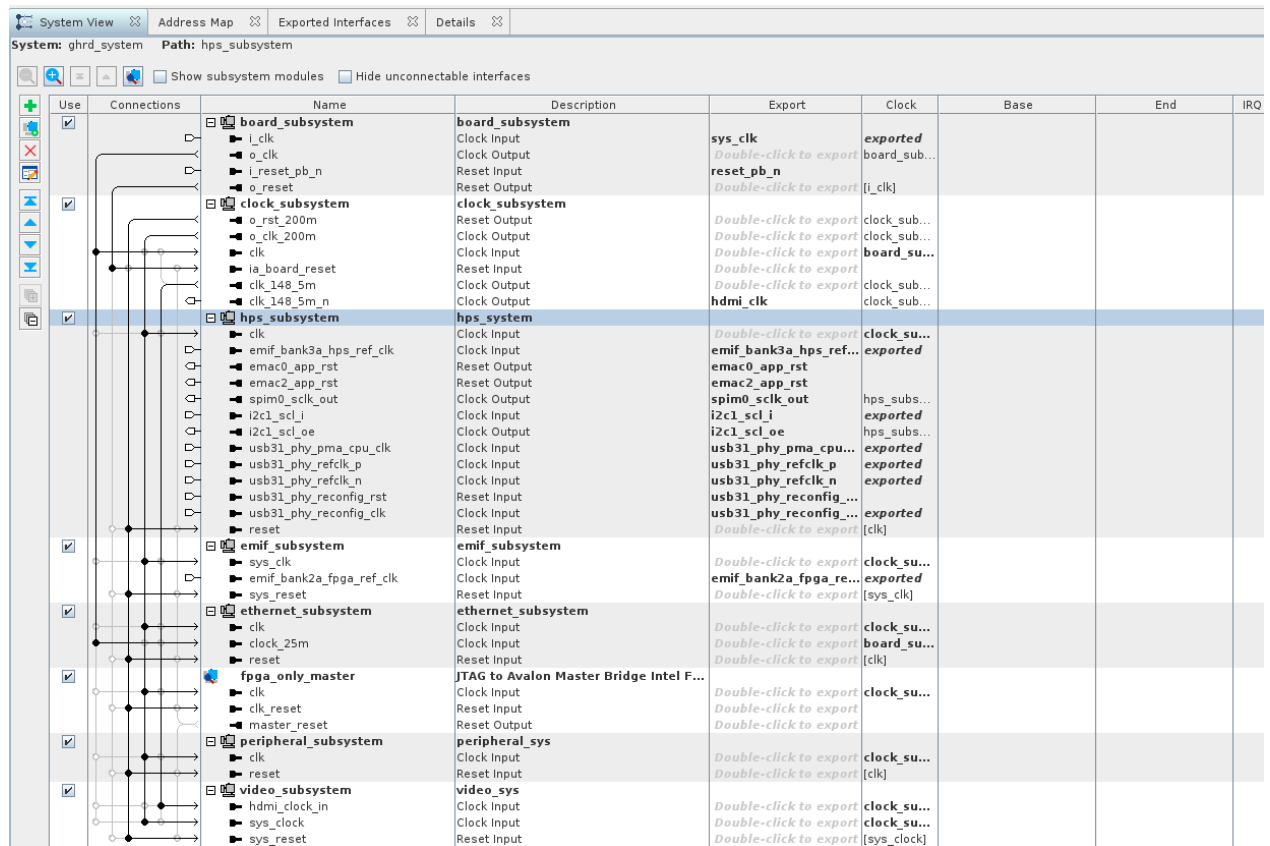 System View Address Map Exported Interfaces Details
System: ghrd_system Path: hps_subsystem
Show subsystem modules Hide unconnectable interfaces
Use Connections Name Description Export Clock Base End IRQ
board_subsystem board_subsystem
i_clk Clock Input sys_clk exported
o_clk Clock Output Double-click to export board_sub...
i_reset_pb_n Reset Input reset_pb_n
o_reset Reset Output Double-click to export [i_clk]
clock_subsystem clock_subsystem
o_rst_200m Reset Output Double-click to export clock_sub...
o_clk_200m Clock Output Double-click to export clock_sub...
clk Clock Input Double-click to export board_su...
ia_board_reset Reset Input Double-click to export
clk_148_5m Clock Output Double-click to export clock_sub...
clk_148_5m_n Clock Output hdmi_clk clock_sub...
hps_subsystem hps_system
clk Clock Input Double-click to export clock_su...
emif_bank3a_hps_ref_clk Clock Input emif_bank3a_hps_ref... exported
emac0_app_rst Reset Output emac0_app_rst
emac2_app_rst Reset Output emac2_app_rst
spim0_sclk_out Clock Output spim0_sclk_out hps_subs...
i2c1_scl_i Clock Input i2c1_scl_i exported
i2c1_scl_oe Clock Output i2c1_scl_oe hps_subs...
usb31_phy_pma_cpu_clk Clock Input usb31_phy_pma_cpu... exported
usb31_phy_refclk_p Clock Input usb31_phy_refclk_p exported
usb31_phy_refclk_n Clock Input usb31_phy_refclk_n exported
usb31_phy_reconfig_rst Reset Input usb31_phy_reconfig_...
usb31_phy_reconfig_clk Clock Input usb31_phy_reconfig_... exported
reset Reset Input Double-click to export [clk]
emif_subsystem emif_subsystem
sys_clk Clock Input Double-click to export clock_su...
emif_bank2a_fpga_ref_clk Clock Input emif_bank2a_fpga_re... exported
sys_reset Reset Input Double-click to export [sys_clk]
ethernet_subsystem ethernet_subsystem
clk Clock Input Double-click to export clock_su...
clock_25m Clock Input Double-click to export board_su...
reset Reset Input Double-click to export [clk]
fpga_only_master JTAG to Avalon Master Bridge Intel F...
clk Clock Input Double-click to export clock_su...
clk_reset Reset Input Double-click to export
master_reset Reset Output Double-click to export
peripheral_subsystem peripheral_sys
clk Clock Input Double-click to export clock_su...
reset Reset Input Double-click to export [clk]
video_subsystem video_sys
hdmi_clock_in Clock Input Double-click to export clock_su...
sys_clock Clock Input Double-click to export clock_su...
sys_reset Reset Input Double-click to export [sys_clock]